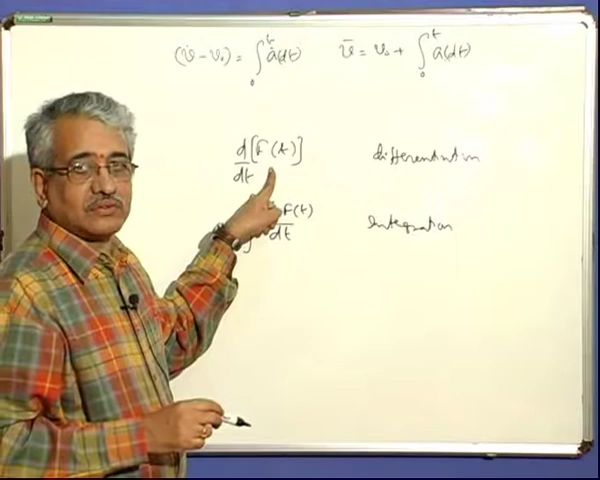 (v̄ - v₀) = ∫₀ᵗ ā(dt) v̄ = v₀ + ∫₀ᵗ a(dt)
d/dt [F(t)] differentiation
F(t)/dt Integration